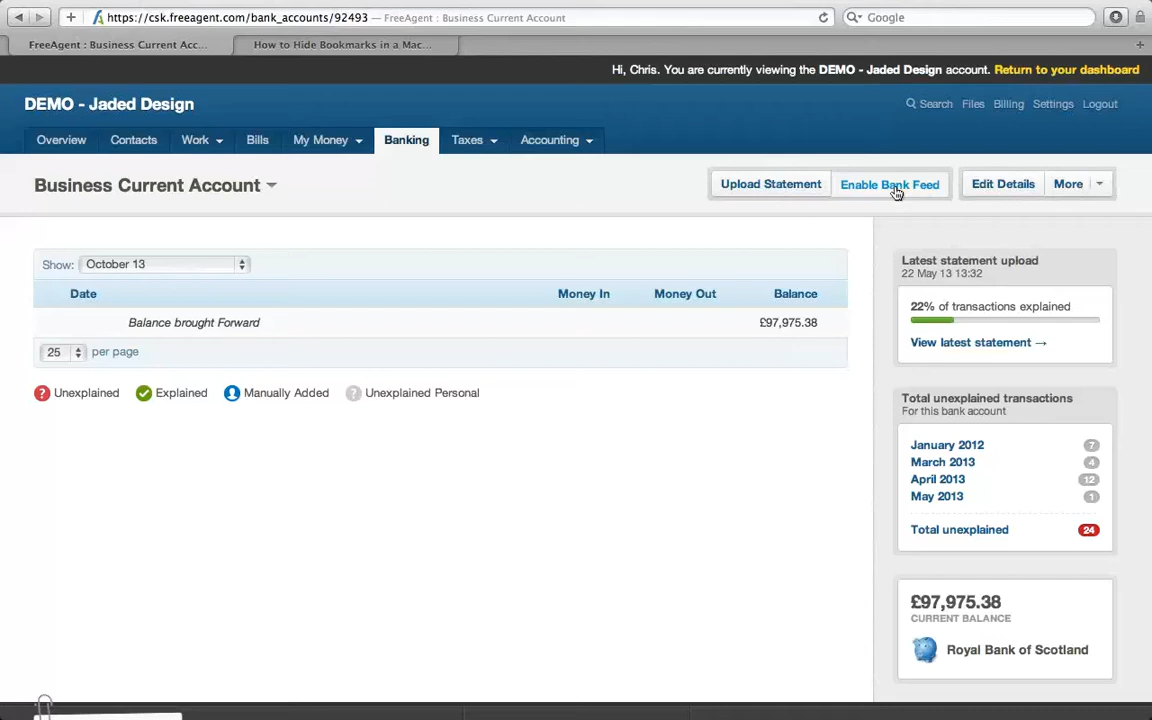 https://csk.freeagent.com/bank_accounts/92493 — FreeAgent : Business Current Account
Google
FreeAgent : Business Current Acc...
How to Hide Bookmarks in a Mac...
Hi, Chris. You are currently viewing the DEMO - Jaded Design account. Return to your dashboard
DEMO - Jaded Design
Search Files Billing Settings Logout
Overview Contacts Work Bills My Money Banking Taxes Accounting
Business Current Account
Upload Statement Enable Bank Feed Edit Details More
Show: October 13
Date Money In Money Out Balance
Balance brought Forward £97,975.38
25 per page
? Unexplained Explained Manually Added ? Unexplained Personal
Latest statement upload
22 May 13 13:32
22% of transactions explained
View latest statement →
Total unexplained transactions
For this bank account
January 2012 7
March 2013 4
April 2013 12
May 2013 1
Total unexplained 24
£97,975.38
CURRENT BALANCE
Royal Bank of Scotland